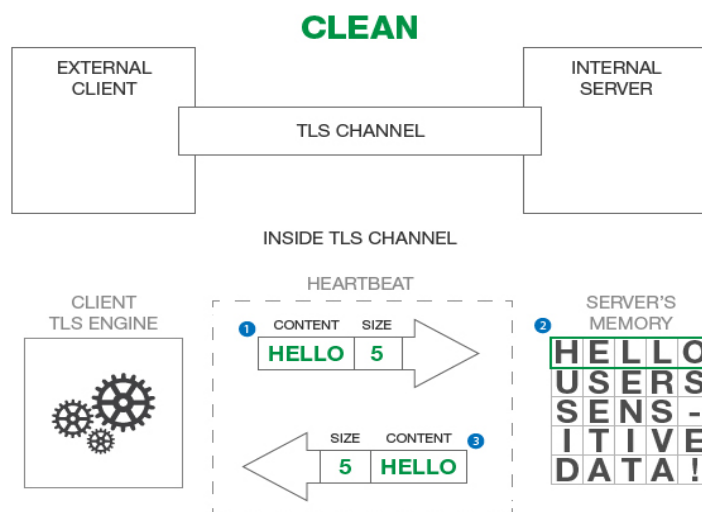 CLEAN
EXTERNAL
CLIENT
INTERNAL
SERVER
TLS CHANNEL
INSIDE TLS CHANNEL
CLIENT
TLS ENGINE
HEARTBEAT
SERVER'S
MEMORY
1 CONTENT SIZE
HELLO 5
SIZE CONTENT 3
5 HELLO
2
HELLO
USERS
SENS-
ITIVE
DATA!